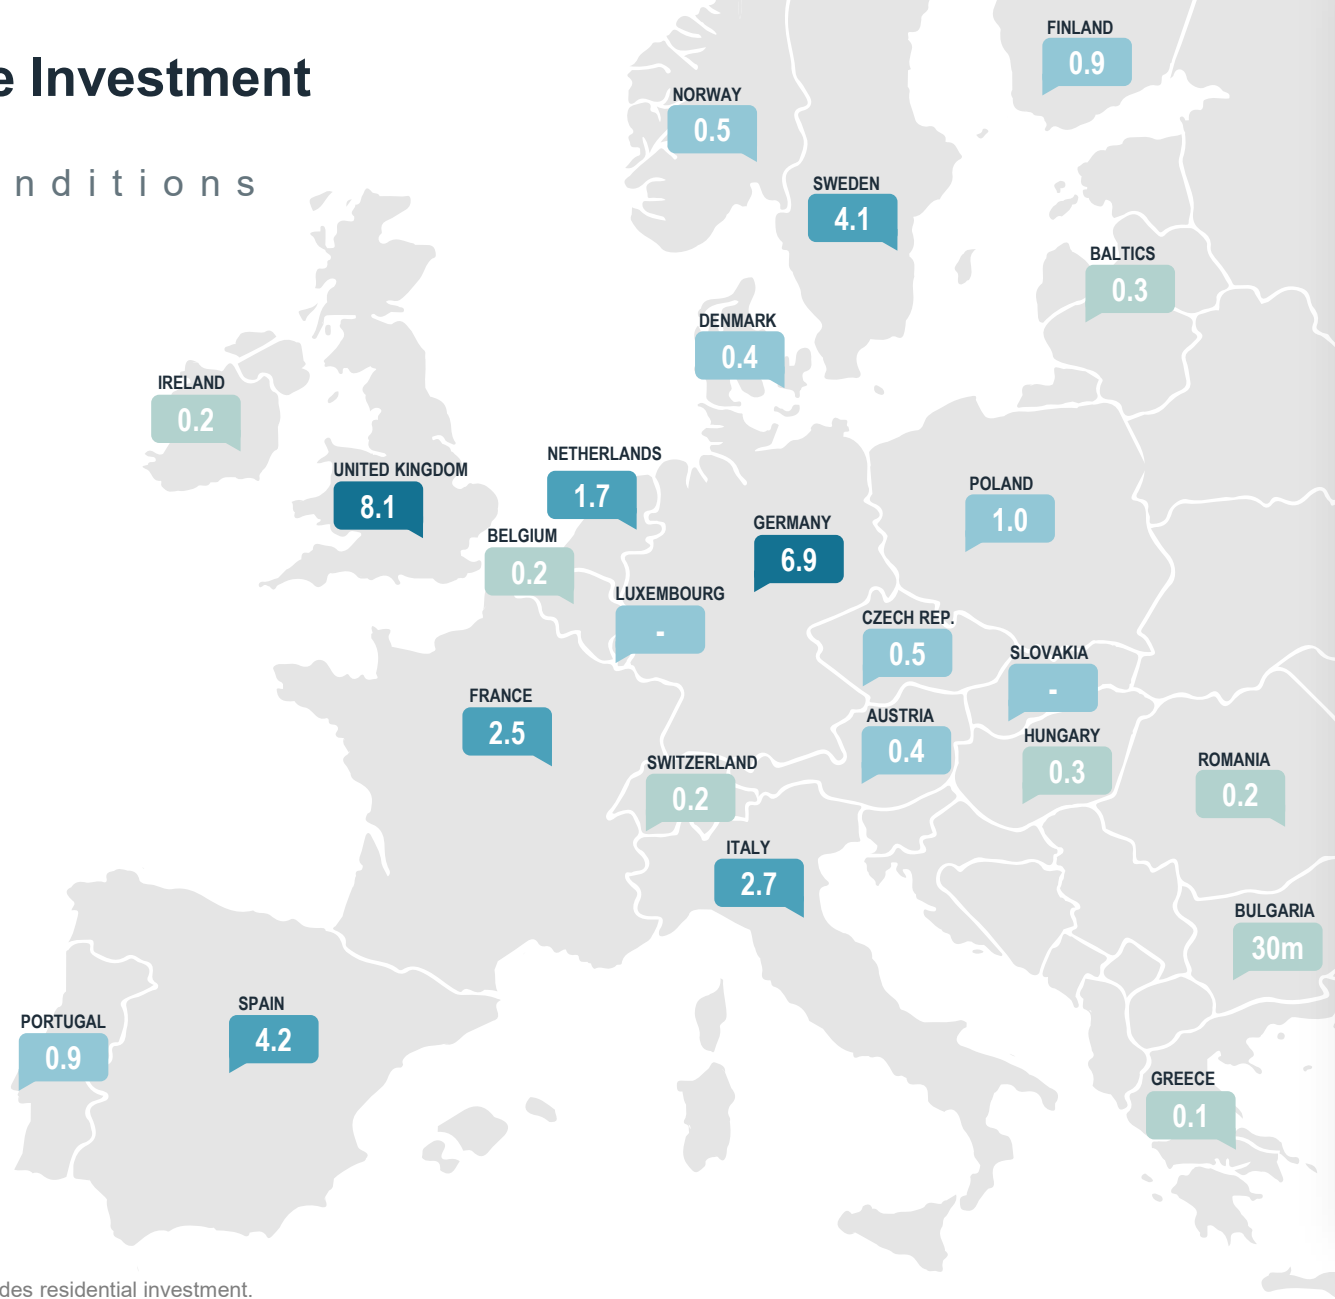 e Investment
nditions
FINLAND
0.9
NORWAY
0.5
SWEDEN
4.1
BALTICS
0.3
DENMARK
0.4
IRELAND
0.2
UNITED KINGDOM
8.1
NETHERLANDS
1.7
BELGIUM
0.2
GERMANY
6.9
POLAND
1.0
LUXEMBOURG
-
CZECH REP.
0.5
SLOVAKIA
-
FRANCE
2.5
AUSTRIA
0.4
HUNGARY
0.3
SWITZERLAND
0.2
ROMANIA
0.2
ITALY
2.7
BULGARIA
30m
SPAIN
4.2
PORTUGAL
0.9
GREECE
0.1
des residential investment.